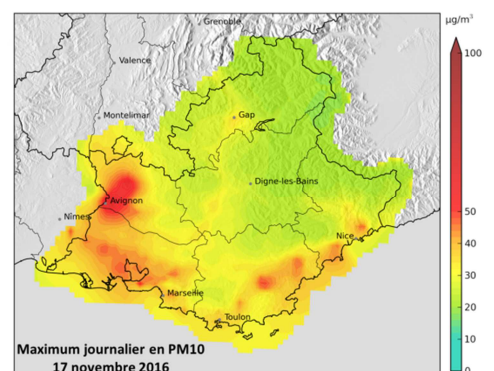 µg/m³
Grenoble
Valence
100
Montelimar
Gap
Digne-les-Bains
Avignon
50
Nîmes
Nice
40
30
Marseille
20
Toulon
10
Maximum journalier en PM10
17 novembre 2016
0